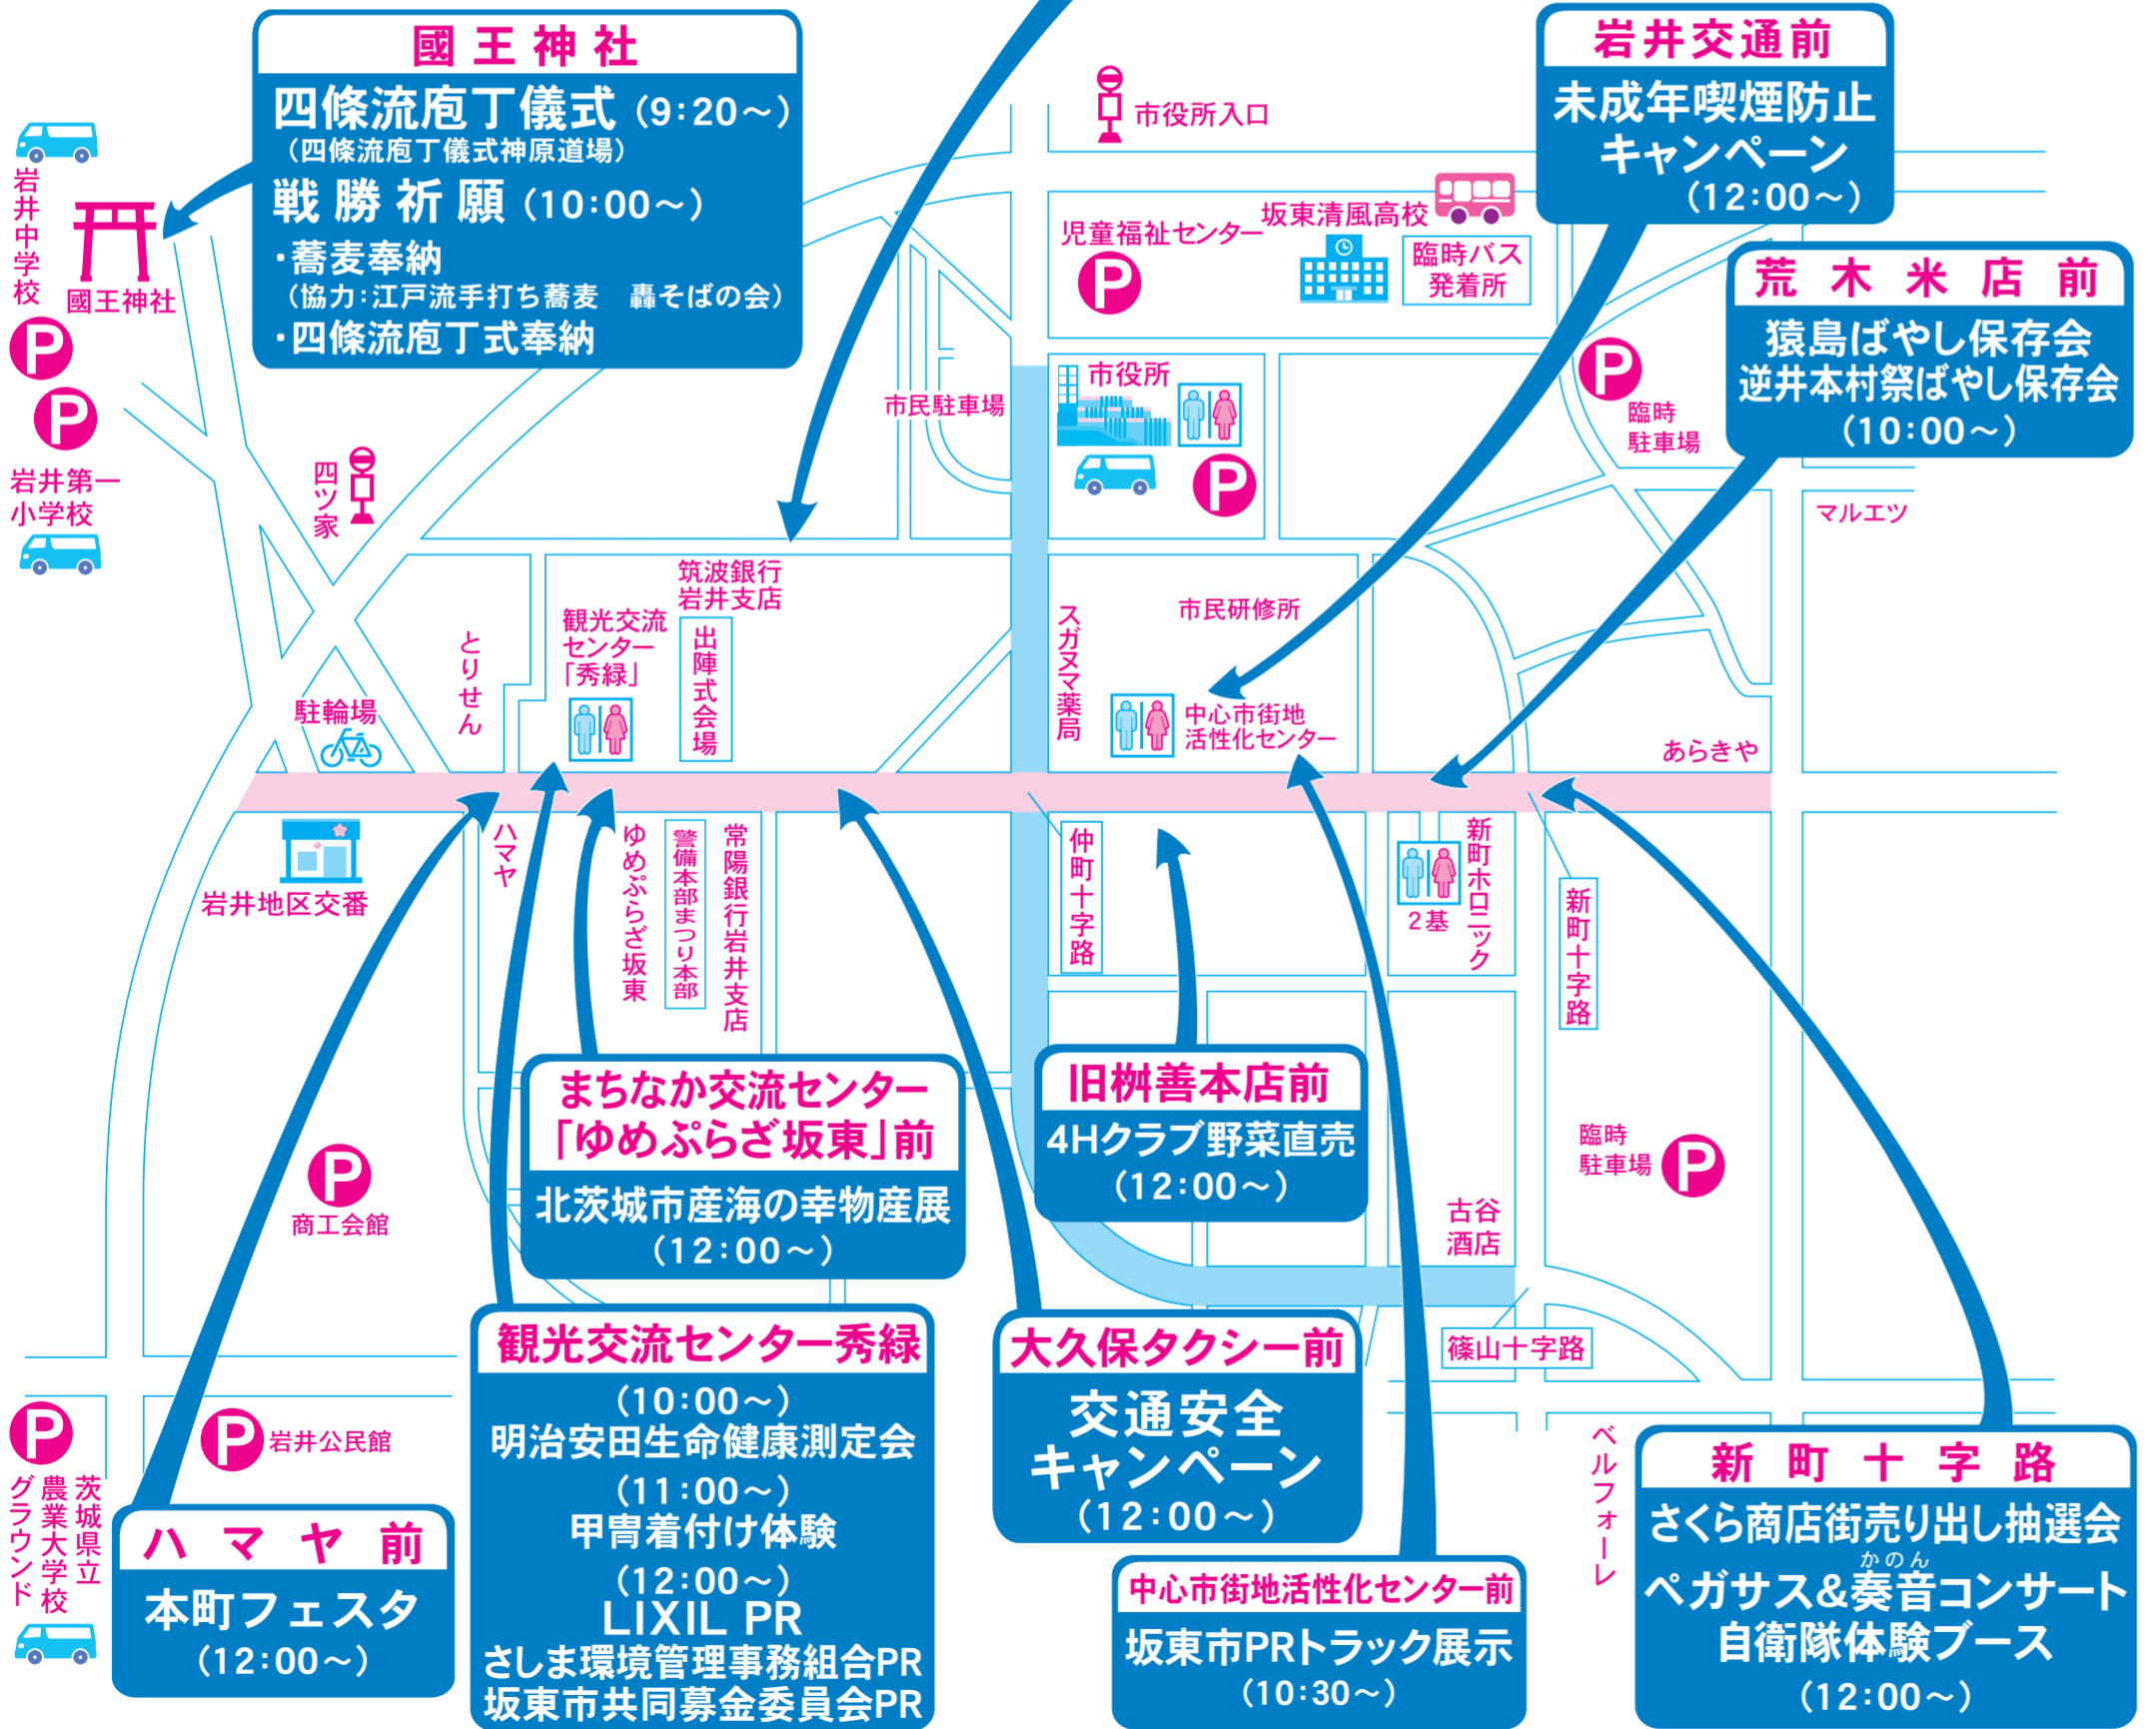 國王神社
四條流庖丁儀式（9:20～）
（四條流庖丁儀式神原道場）
戦勝祈願（10:00～）
・蕎麦奉納
（協力：江戸流手打ち蕎麦　轟そばの会）
・四條流庖丁式奉納
岩井交通前
未成年喫煙防止
キャンペーン
（12:00～）
荒木米店前
猿島ばやし保存会
逆井本村祭ばやし保存会
（10:00～）
市役所入口
児童福祉センター
P
坂東清風高校
臨時バス
発着所
岩井中学校
國王神社
P
P
岩井第一
小学校
四ツ家
市民駐車場
市役所
P
P
臨時
駐車場
マルエツ
筑波銀行
岩井支店
観光交流
センター
「秀緑」
出陣式会場
とりせん
駐輪場
スガヌマ薬局
市民研修所
中心市街地
活性化センター
あらきや
岩井地区交番
ハマヤ
ゆめぷらざ坂東
警備本部まつり本部
常陽銀行岩井支店
仲町十字路
2基
新町ホロニック
新町十字路
まちなか交流センター
「ゆめぷらざ坂東」前
北茨城市産海の幸物産展
（12:00～）
旧桝善本店前
4Hクラブ野菜直売
（12:00～）
P
商工会館
臨時
駐車場
P
古谷
酒店
篠山十字路
観光交流センター秀緑
（10:00～）
明治安田生命健康測定会
（11:00～）
甲冑着付け体験
（12:00～）
LIXIL PR
さしま環境管理事務組合PR
坂東市共同募金委員会PR
大久保タクシー前
交通安全
キャンペーン
（12:00～）
P
茨城県立
農業大学校
グラウンド
P
岩井公民館
ハマヤ前
本町フェスタ
（12:00～）
中心市街地活性化センター前
坂東市PRトラック展示
（10:30～）
ベルフォーレ
新町十字路
さくら商店街売り出し抽選会
かのん
ペガサス&奏音コンサート
自衛隊体験ブース
（12:00～）